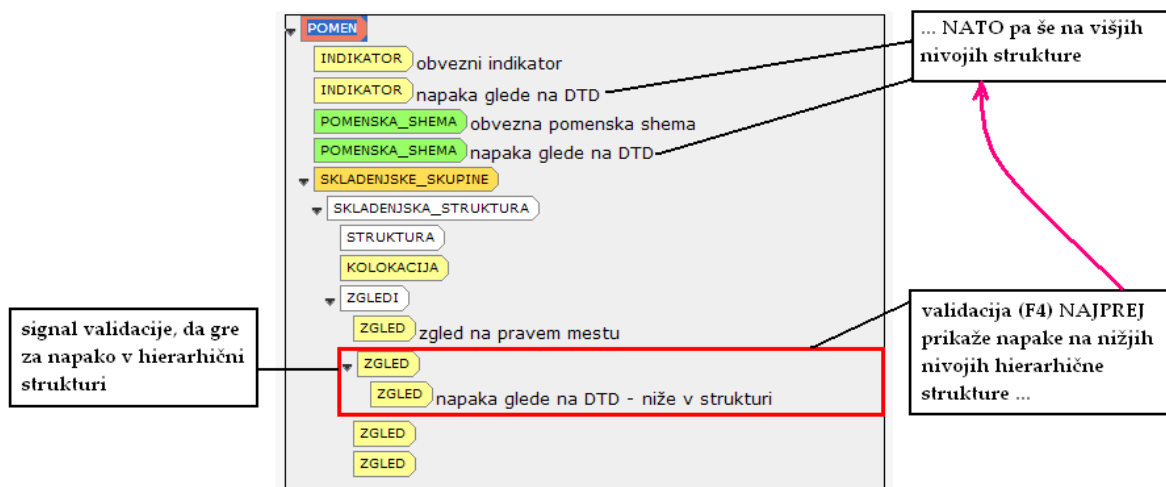 POMEN
INDIKATOR obvezni indikator
INDIKATOR napaka glede na DTD
POMENSKA_SHEMA obvezna pomenska shema
POMENSKA_SHEMA napaka glede na DTD
SKLADENJSKE_SKUPINE
SKLADENJSKA_STRUKTURA
STRUKTURA
KOLOKACIJA
ZGLEDI
ZGLED zgled na pravem mestu
ZGLED
ZGLED napaka glede na DTD - niže v strukturi
ZGLED
ZGLED
signal validacije, da gre
za napako v hierarhični
strukturi
... NATO pa še na višjih
nivojih strukture
validacija (F4) NAJPREJ
prikaže napake na nižjih
nivojih hierarhične
strukture ...